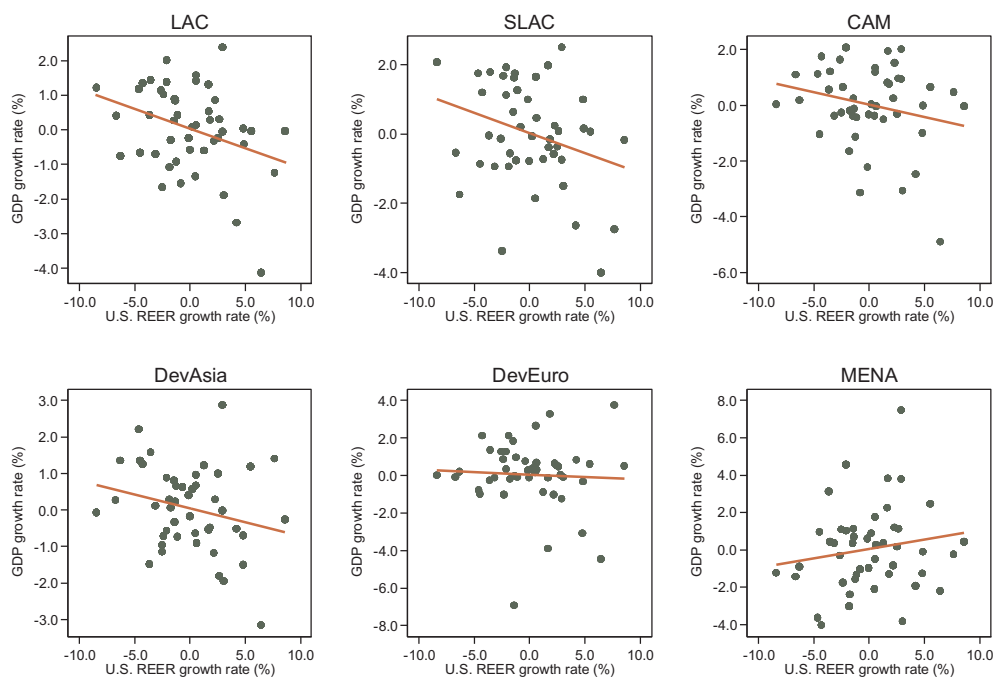 LAC
SLAC
CAM
GDP growth rate (%)
2.0
1.0
0.0
-1.0
-2.0
-3.0
-4.0
-10.0 -5.0 0.0 5.0 10.0
U.S. REER growth rate (%)
GDP growth rate (%)
2.0
0.0
-2.0
-4.0
-10.0 -5.0 0.0 5.0 10.0
U.S. REER growth rate (%)
GDP growth rate (%)
2.0
0.0
-2.0
-4.0
-6.0
-10.0 -5.0 0.0 5.0 10.0
U.S. REER growth rate (%)
DevAsia
DevEuro
MENA
GDP growth rate (%)
3.0
2.0
1.0
0.0
-1.0
-2.0
-3.0
-10.0 -5.0 0.0 5.0 10.0
U.S. REER growth rate (%)
GDP growth rate (%)
4.0
2.0
0.0
-2.0
-4.0
-6.0
-8.0
-10.0 -5.0 0.0 5.0 10.0
U.S. REER growth rate (%)
GDP growth rate (%)
8.0
6.0
4.0
2.0
0.0
-2.0
-4.0
-10.0 -5.0 0.0 5.0 10.0
U.S. REER growth rate (%)